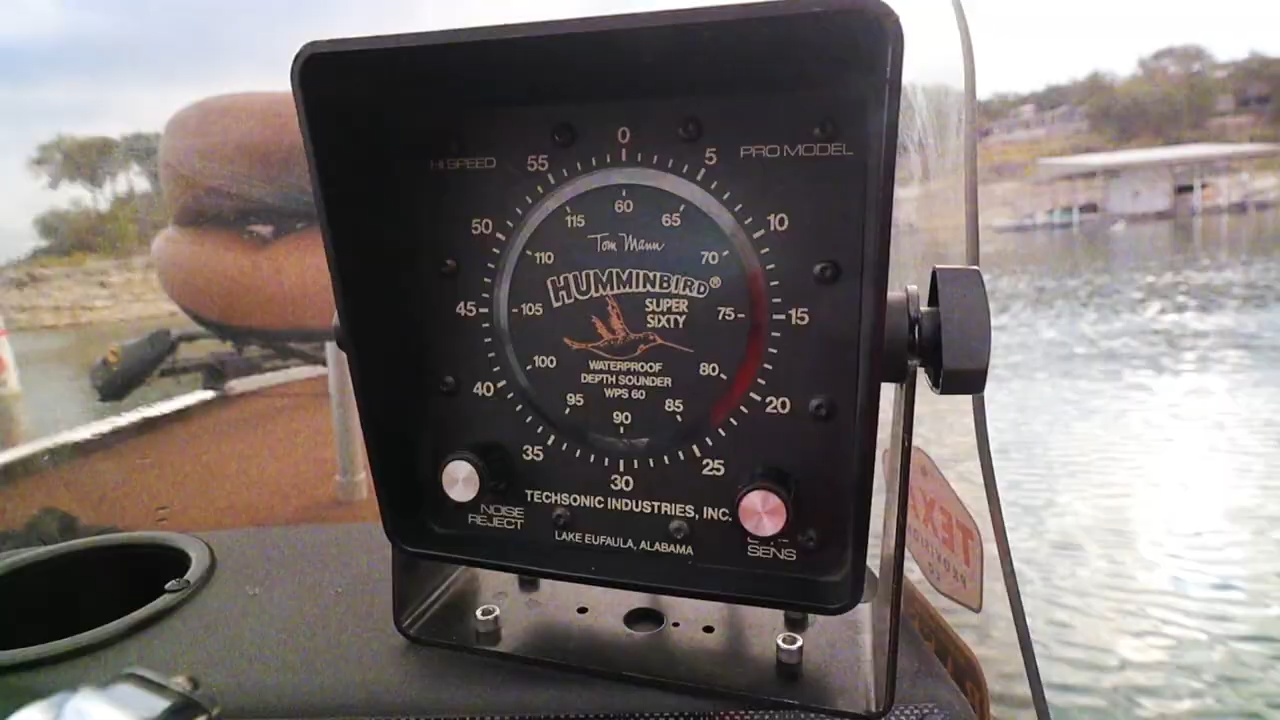 HI SPEED
PRO MODEL
0
5
10
15
20
25
30
35
40
45
50
55
60
65
70
75
80
85
90
95
100
105
110
115
Tom Mann
HUMMINBIRD®
SUPER
SIXTY
WATERPROOF
DEPTH SOUNDER
WPS 60
NOISE
REJECT
TECHSONIC INDUSTRIES, INC.
LAKE EUFAULA, ALABAMA
SENS